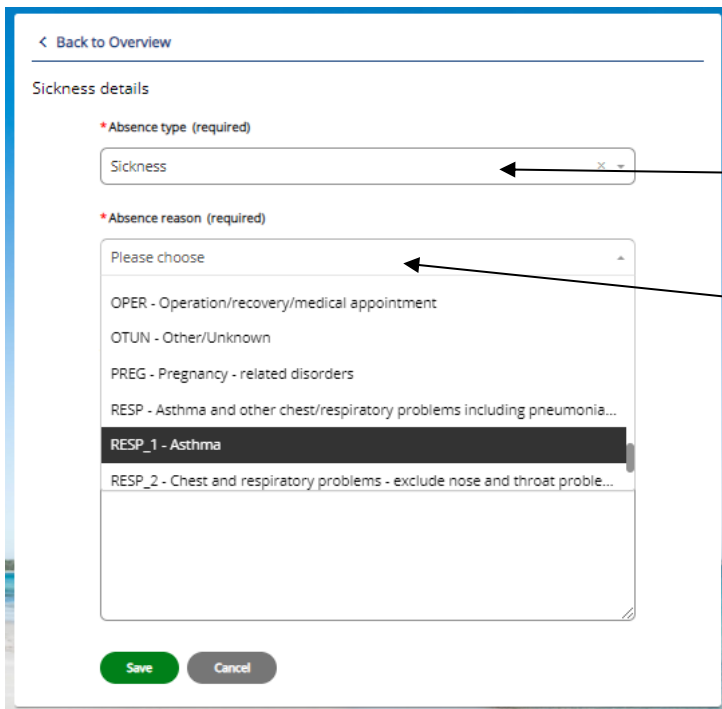 Back to Overview
Sickness details
*Absence type (required)
Sickness
*Absence reason (required)
Please choose
OPER - Operation/recovery/medical appointment
OTUN - Other/Unknown
PREG - Pregnancy - related disorders
RESP - Asthma and other chest/respiratory problems including pneumonia...
RESP_1 - Asthma
RESP_2 - Chest and respiratory problems - exclude nose and throat proble...
Save Cancel